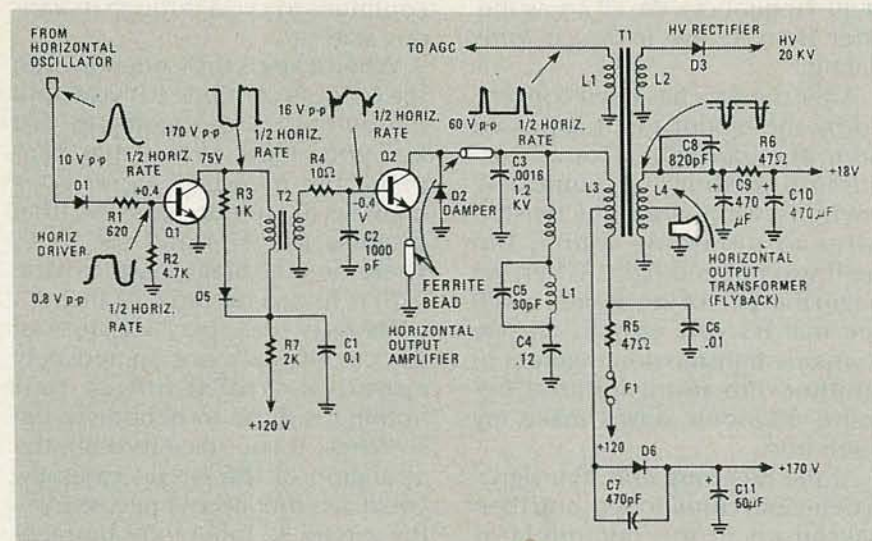 FROM
HORIZONTAL
OSCILLATOR
10V p-p
1/2 HORIZ.
RATE
D1
+0.4
R1
620
HORIZ
DRIVER
R2
4.7K
0.8 V p-p
1/2 HORIZ.
RATE
Q1
75V
170 V p-p
1/2 HORIZ.
RATE
R3
1K
D5
R7
2K
C1
0.1
+120 V
T2
16 V p-p
1/2 HORIZ.
RATE
R4
10Ω
Q2
-0.4
V
C2
1000
pF
FERRITE
BEAD
HORIZONTAL
OUTPUT
AMPLIFIER
D2
DAMPER
TO AGC
60 V p-p
1/2 HORIZ.
RATE
C3
.0016
1.2
KV
L1
C5
30pF
C4
.12
T1
L1
L2
L3
L4
HV RECTIFIER
D3
HV
20 KV
1/2 HORIZ.
RATE
C8
820pF
R6
47Ω
+18V
C9
470
µF
C10
470µF
HORIZONTAL
OUTPUT
TRANSFORMER
(FLYBACK)
R5
47Ω
C6
.01
F1
+120
D6
+170 V
C7
470pF
C11
50µF